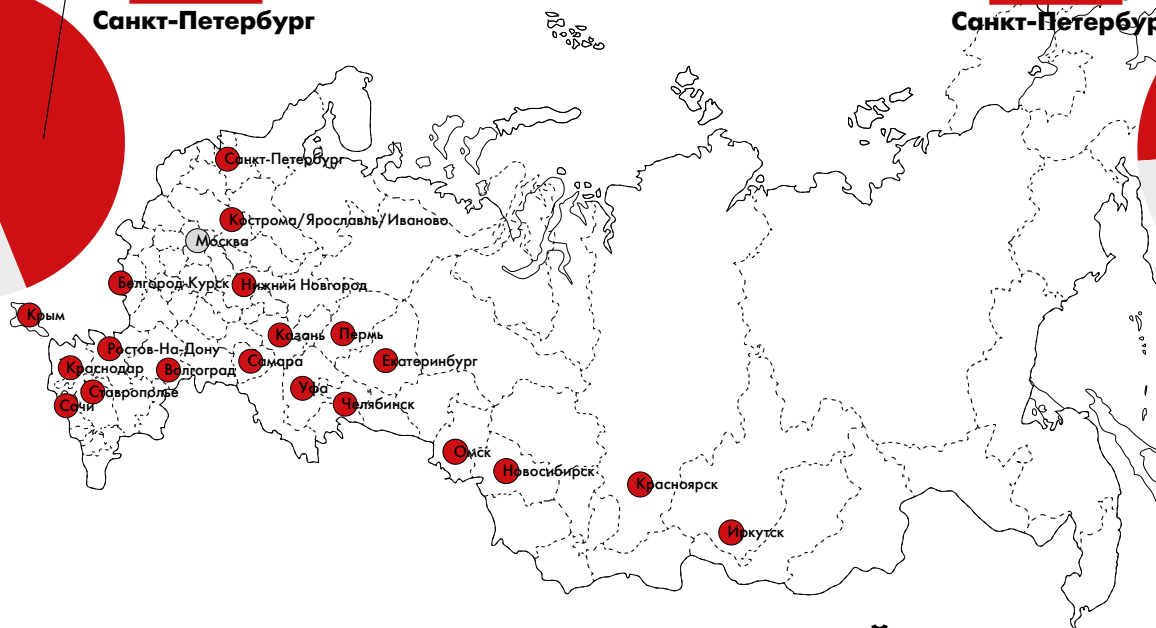 Санкт-Петербург
Санкт-Петербур
Санкт-Петербург
Кострома/Ярославль/Иваново
Москва
Белгород-Курск
Нижний Новгород
Крым
Казань
Пермь
Ростов-На-Дону
Самара
Екатеринбург
Краснодар
Волгоград
Уфа
Ставрополье
Сочи
Челябинск
Омск
Новосибирск
Красноярск
Иркутск